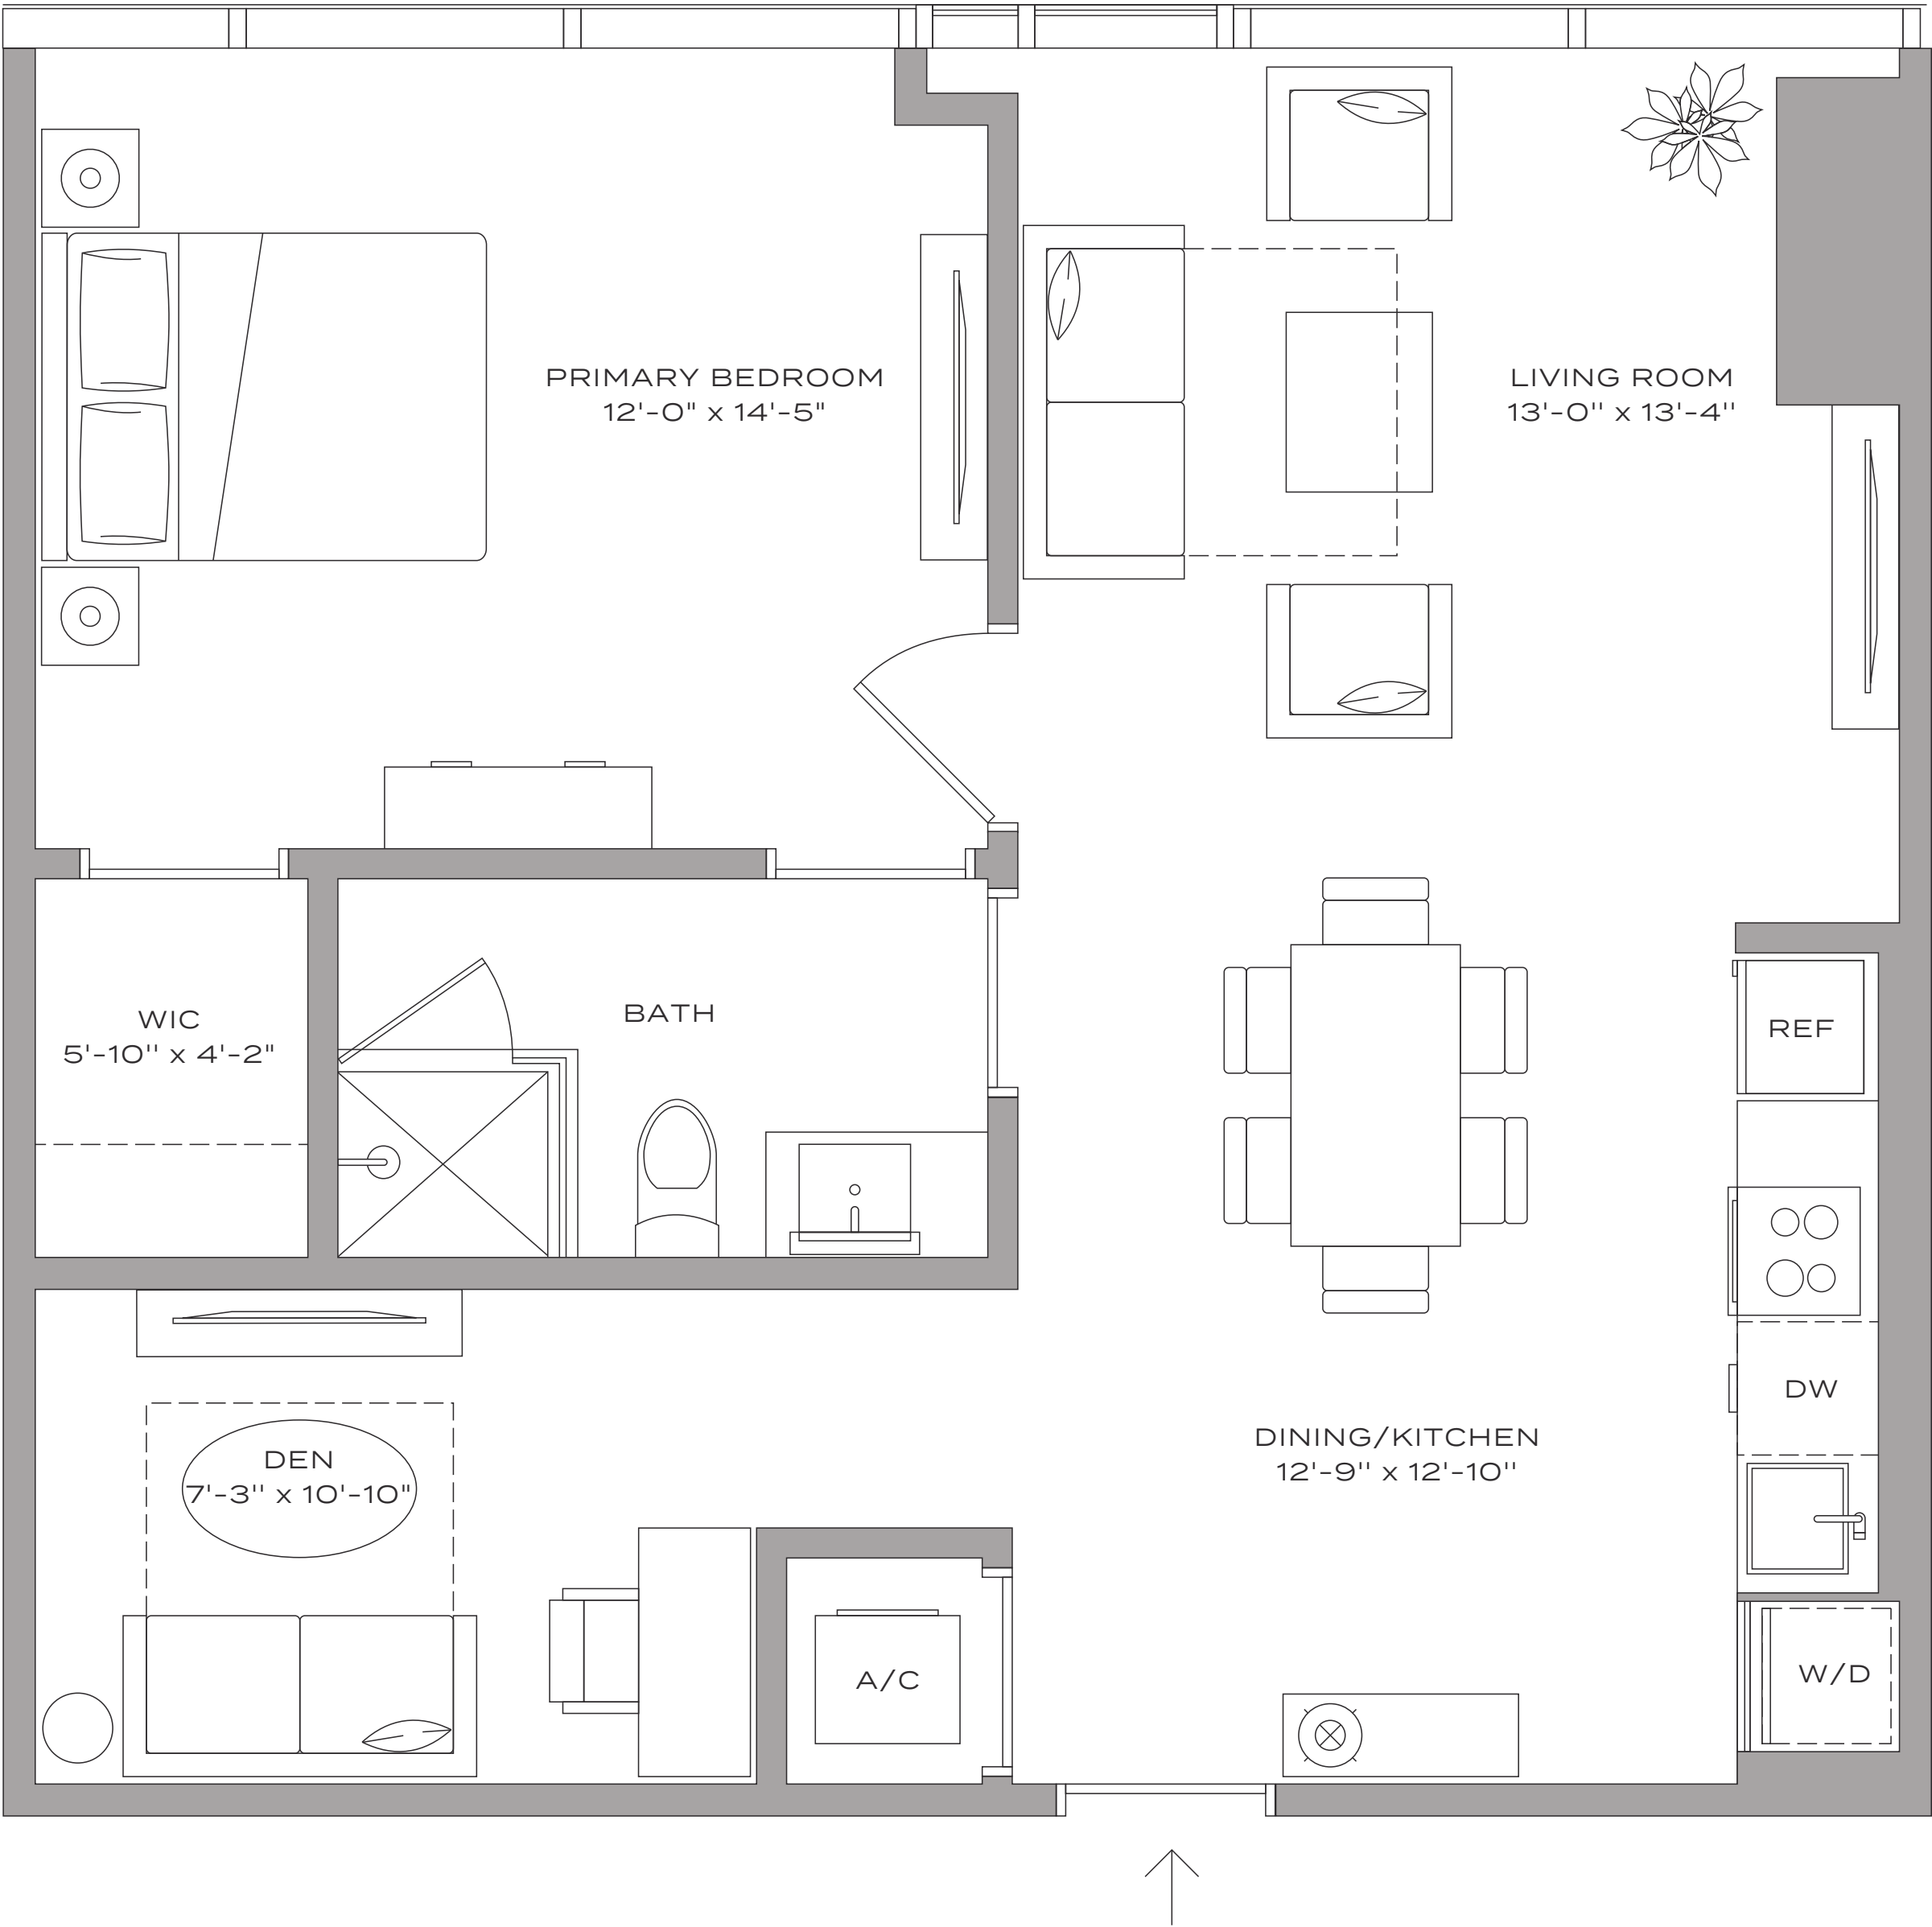 PRIMARY BEDROOM
12'-0" x 14'-5"
LIVING ROOM
13'-0'' x 13'-4''
WIC
5'-10'' x 4'-2"
BATH
REF
DW
DEN
7'-3'' x 10'-10"
DINING/KITCHEN
12'-9'' x 12'-10''
A/C
W/D